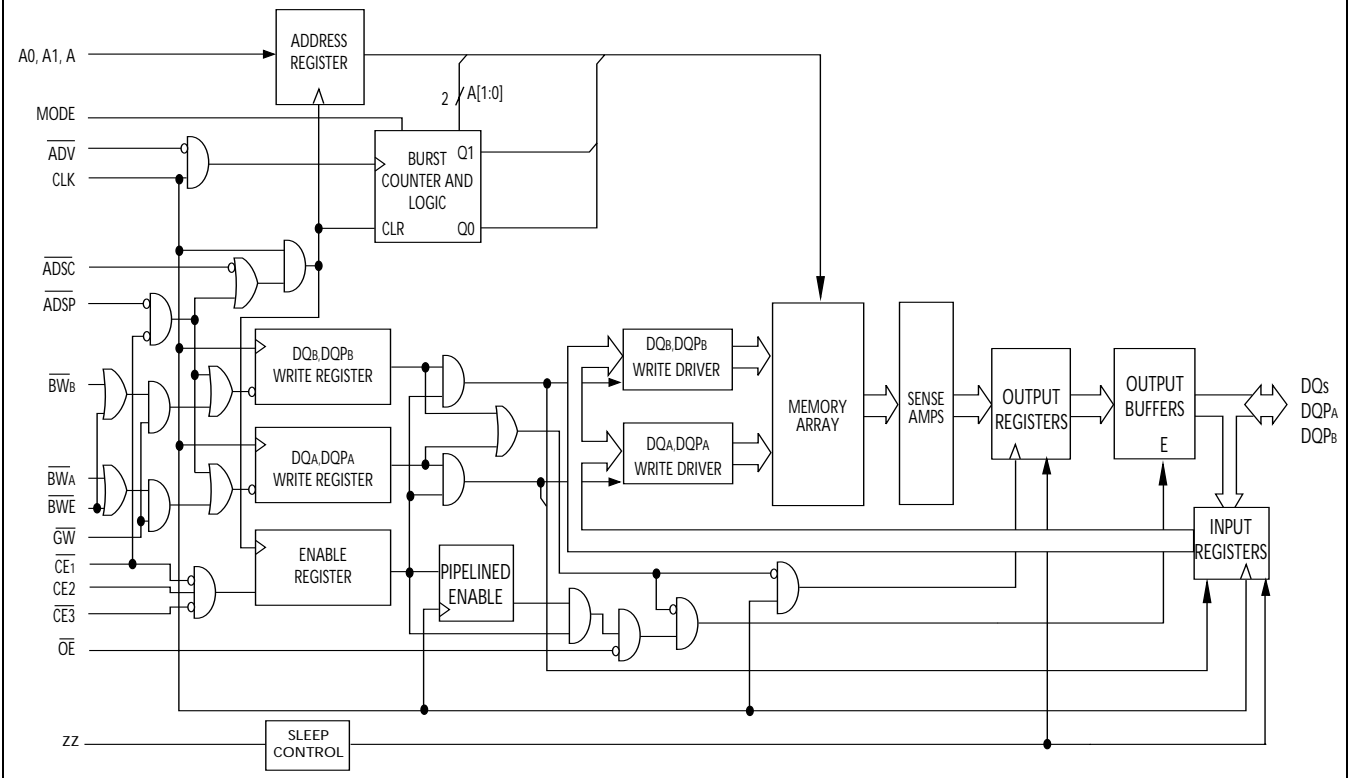 A0, A1, A
ADDRESS
REGISTER
2
A[1:0]
MODE
ADV
CLK
BURST
COUNTER AND
LOGIC
Q1
CLR
Q0
ADSC
ADSP
DQB,DQPB
WRITE REGISTER
DQB,DQPB
WRITE DRIVER
MEMORY
ARRAY
SENSE
AMPS
OUTPUT
REGISTERS
OUTPUT
BUFFERS
E
DQs
DQPA
DQPB
BWB
DQA,DQPA
WRITE REGISTER
DQA,DQPA
WRITE DRIVER
BWA
BWE
GW
CE1
CE2
CE3
ENABLE
REGISTER
PIPELINED
ENABLE
INPUT
REGISTERS
OE
ZZ
SLEEP
CONTROL